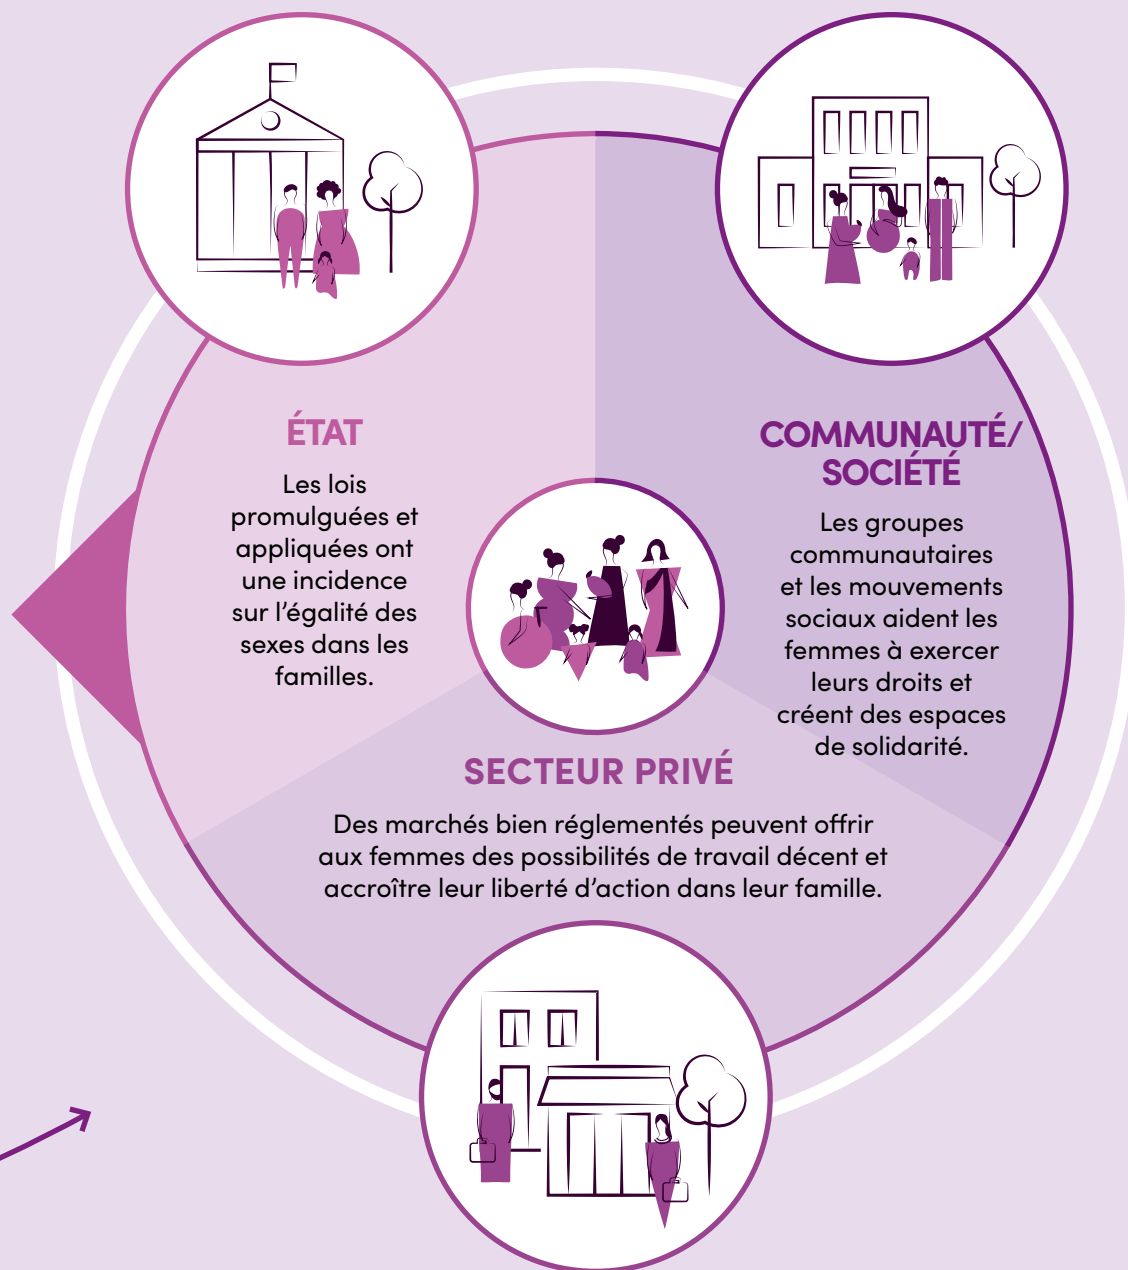 ÉTAT
Les lois
promulguées et
appliquées ont
une incidence
sur l’égalité des
sexes dans les
familles.
COMMUNAUTÉ/
SOCIÉTÉ
Les groupes
communautaires
et les mouvements
sociaux aident les
femmes à exercer
leurs droits et
créent des espaces
de solidarité.
SECTEUR PRIVÉ
Des marchés bien réglementés peuvent offrir
aux femmes des possibilités de travail décent et
accroître leur liberté d’action dans leur famille.